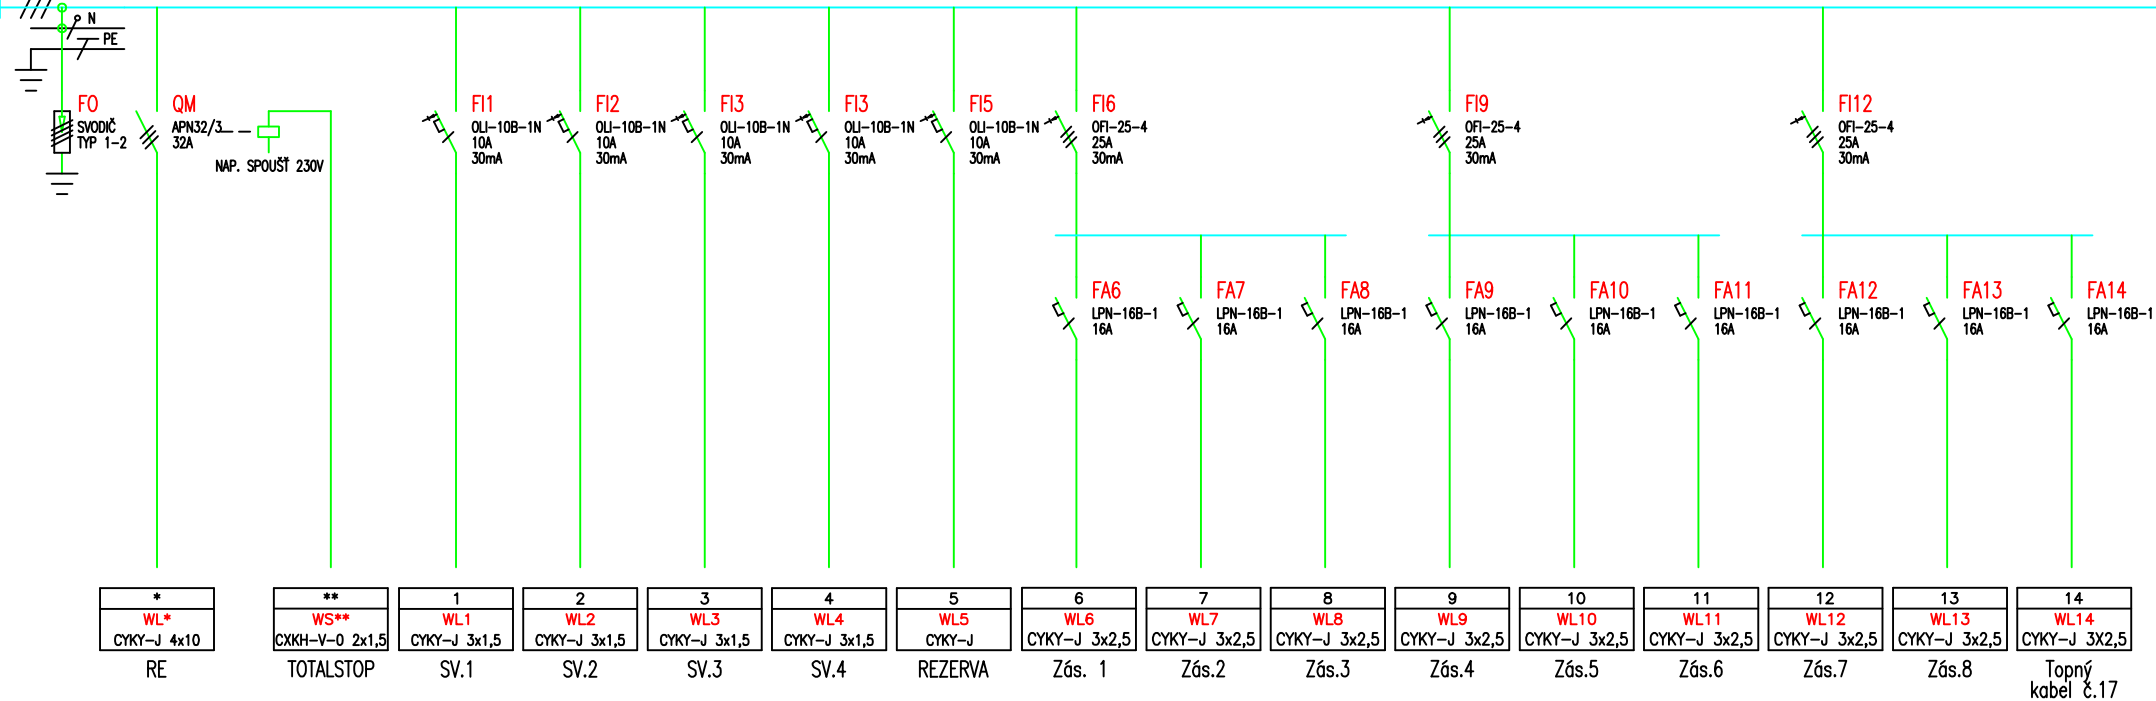 N
PE
FO
SVODIČ
TYP 1-2
QM
APN32/3
32A
NAP. SPOUŠŤ 230V
FI1
OLI-10B-1N
10A
30mA
FI2
OLI-10B-1N
10A
30mA
FI3
OLI-10B-1N
10A
30mA
FI3
OLI-10B-1N
10A
30mA
FI5
OLI-10B-1N
10A
30mA
FI6
OFI-25-4
25A
30mA
FI9
OFI-25-4
25A
30mA
FI12
OFI-25-4
25A
30mA
FA6
LPN-16B-1
16A
FA7
LPN-16B-1
16A
FA8
LPN-16B-1
16A
FA9
LPN-16B-1
16A
FA10
LPN-16B-1
16A
FA11
LPN-16B-1
16A
FA12
LPN-16B-1
16A
FA13
LPN-16B-1
16A
FA14
LPN-16B-1
16A
*
WL*
CYKY-J 4x10
RE
**
WS**
CXKH-V-O 2x1,5
TOTALSTOP
1
WL1
CYKY-J 3x1,5
SV.1
2
WL2
CYKY-J 3x1,5
SV.2
3
WL3
CYKY-J 3x1,5
SV.3
4
WL4
CYKY-J 3x1,5
SV.4
5
WL5
CYKY-J
REZERVA
6
WL6
CYKY-J 3x2,5
Zás. 1
7
WL7
CYKY-J 3x2,5
Zás.2
8
WL8
CYKY-J 3x2,5
Zás.3
9
WL9
CYKY-J 3x2,5
Zás.4
10
WL10
CYKY-J 3x2,5
Zás.5
11
WL11
CYKY-J 3x2,5
Zás.6
12
WL12
CYKY-J 3x2,5
Zás.7
13
WL13
CYKY-J 3x2,5
Zás.8
14
WL14
CYKY-J 3X2,5
Topný
kabel č.17